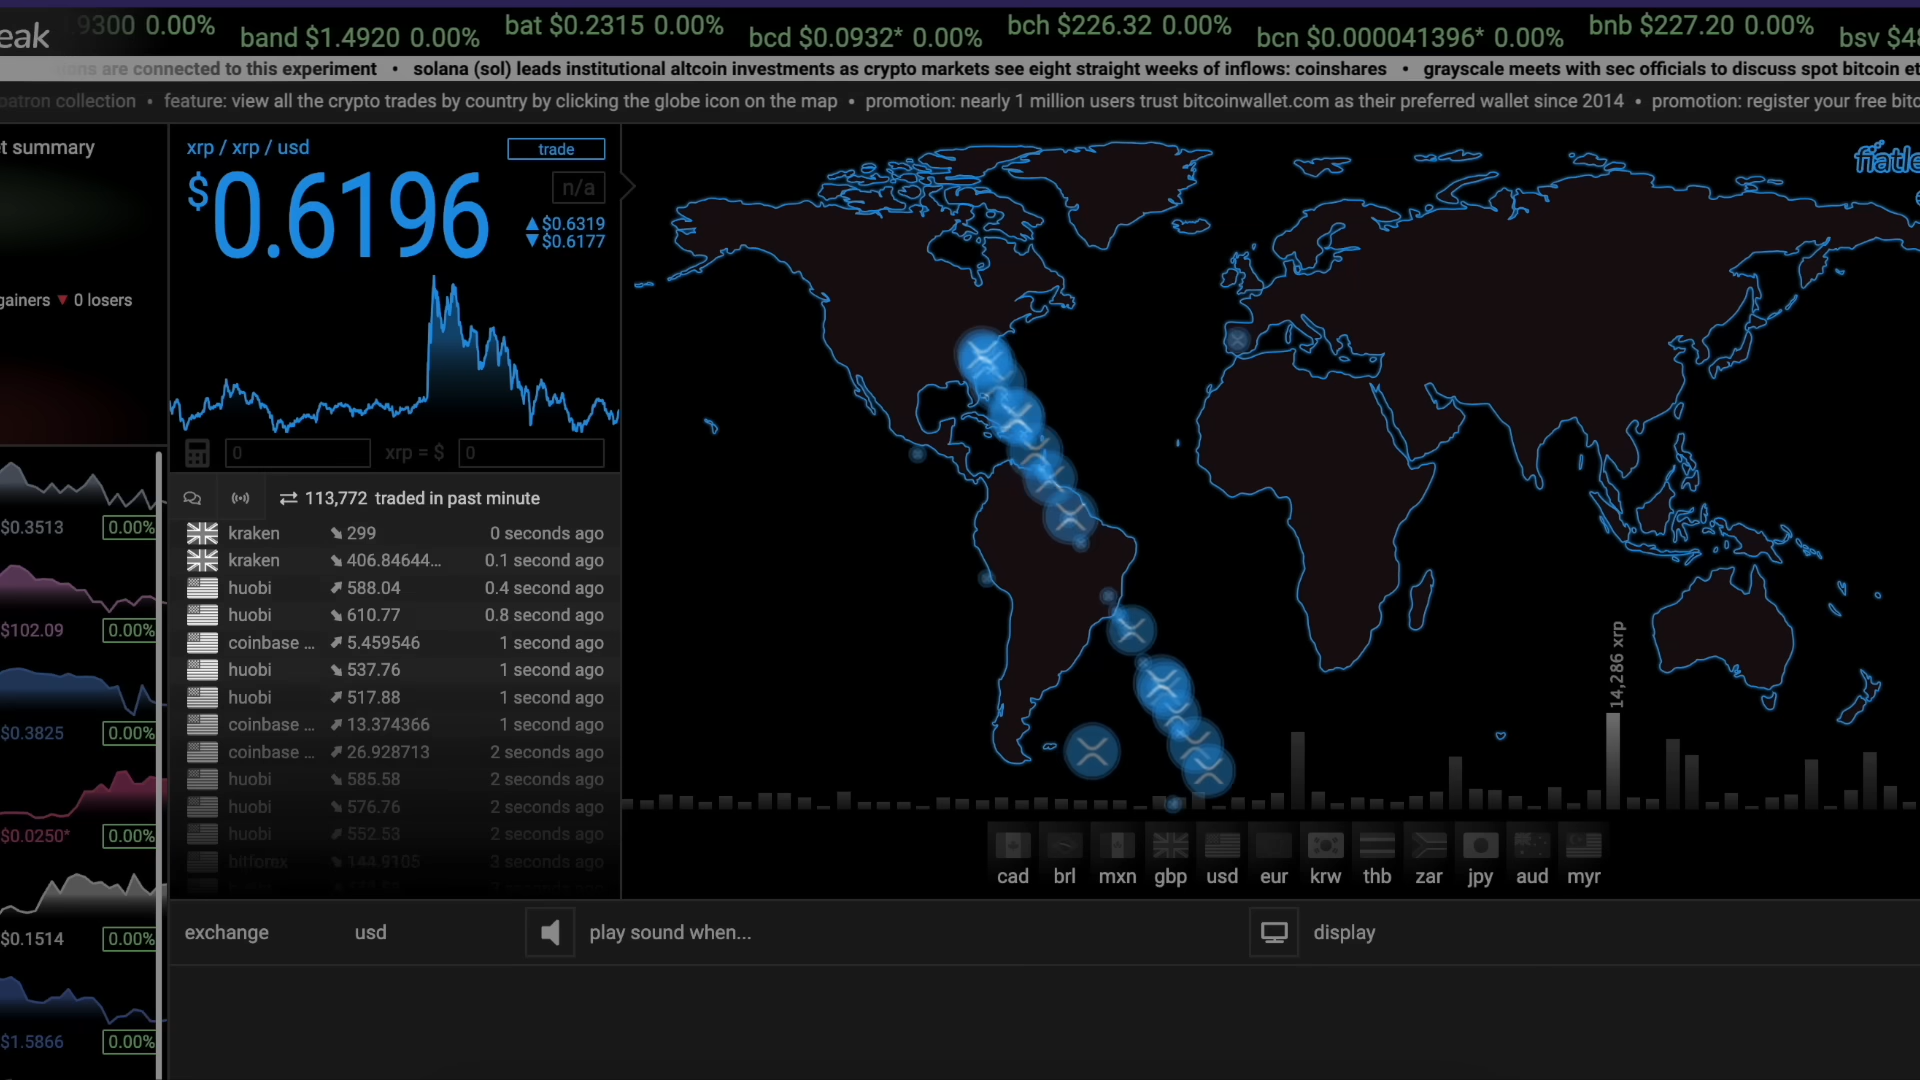 eak
.9300 0.00% band $1.4920 0.00% bat $0.2315 0.00% bcd $0.0932* 0.00% bch $226.32 0.00% bcn $0.000041396* 0.00% bnb $227.20 0.00% bsv $48
are connected to this experiment • solana (sol) leads institutional altcoin investments as crypto markets see eight straight weeks of inflows: coinshares • grayscale meets with sec officials to discuss spot bitcoin et
patron collection • feature: view all the crypto trades by country by clicking the globe icon on the map • promotion: nearly 1 million users trust bitcoinwallet.com as their preferred wallet since 2014 • promotion: register your free bitc
t summary
gainers ▼ 0 losers
$0.3513 0.00%
$102.09 0.00%
$0.3825 0.00%
$0.0250* 0.00%
$0.1514 0.00%
$1.5866 0.00%
xrp / xrp / usd
trade
$0.6196
n/a
▲$0.6319
▼$0.6177
0 xrp = $ 0
113,772 traded in past minute
kraken 299 0 seconds ago
kraken 406.84644... 0.1 second ago
huobi 588.04 0.4 second ago
huobi 610.77 0.8 second ago
coinbase ... 5.459546 1 second ago
huobi 537.76 1 second ago
huobi 517.88 1 second ago
coinbase ... 13.374366 1 second ago
coinbase ... 26.928713 2 seconds ago
huobi 585.58 2 seconds ago
huobi 576.76 2 seconds ago
huobi 552.53 2 seconds ago
bitforex 144.9105 3 seconds ago
fiatle
14,286 xrp
cad brl mxn gbp usd eur krw thb zar jpy aud myr
exchange usd play sound when... display